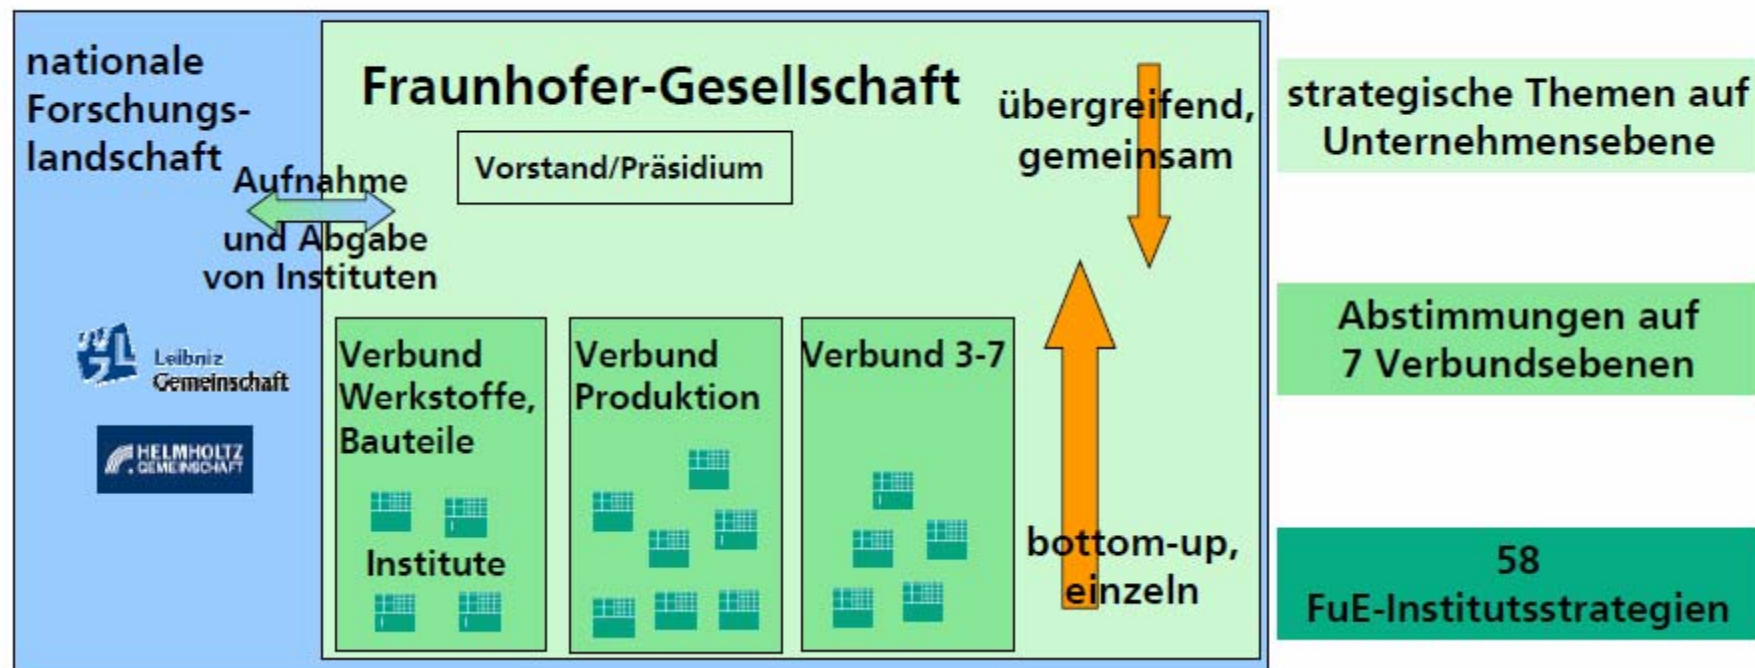 nationale
Forschungs-
landschaft
Fraunhofer-Gesellschaft
Vorstand/Präsidium
übergreifend,
gemeinsam
strategische Themen auf
Unternehmensebene
Aufnahme
und Abgabe
von Instituten
Leibniz
Gemeinschaft
HELMHOLTZ
GEMEINSCHAFT
Verbund
Werkstoffe,
Bauteile
Institute
Verbund
Produktion
Verbund 3-7
bottom-up,
einzeln
Abstimmungen auf
7 Verbundsebenen
58
FuE-Institutsstrategien